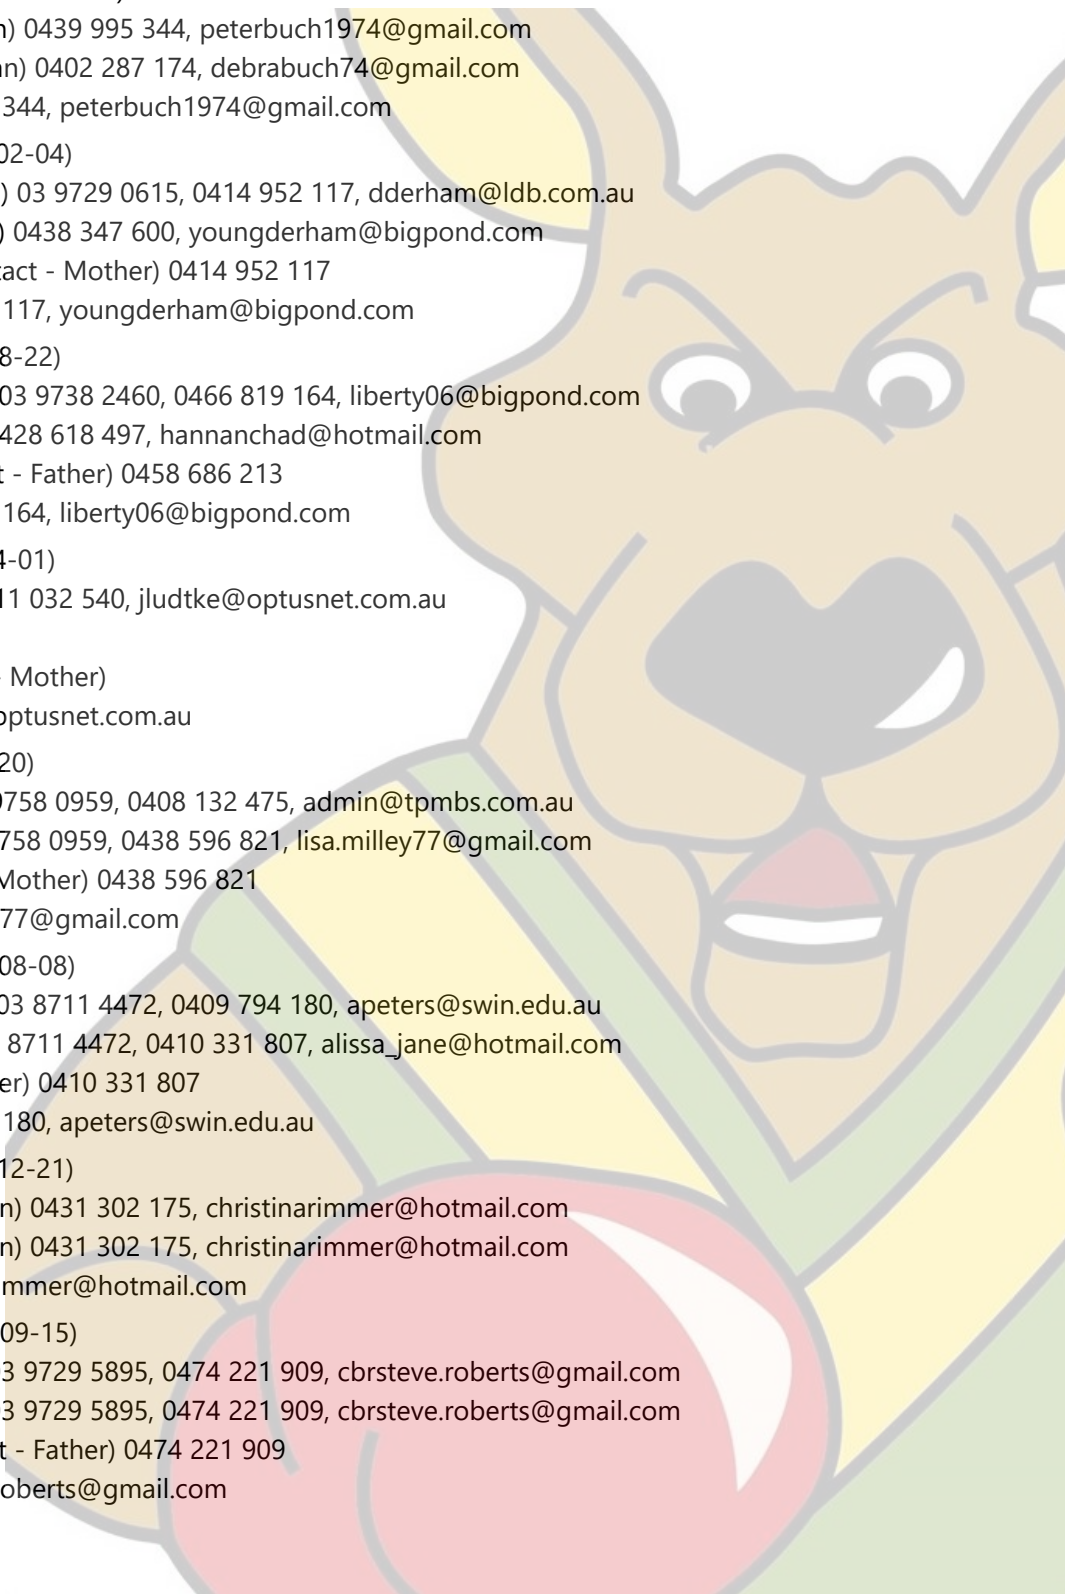 n) 0439 995 344, peterbuch1974@gmail.com
an) 0402 287 174, debrabuch74@gmail.com
344, peterbuch1974@gmail.com
02-04)
) 03 9729 0615, 0414 952 117, dderham@ldb.com.au
) 0438 347 600, youngderham@bigpond.com
tact - Mother) 0414 952 117
117, youngderham@bigpond.com
8-22)
03 9738 2460, 0466 819 164, liberty06@bigpond.com
428 618 497, hannanchad@hotmail.com
t - Father) 0458 686 213
164, liberty06@bigpond.com
4-01)
11 032 540, jludtke@optusnet.com.au
- Mother)
optusnet.com.au
20)
9758 0959, 0408 132 475, admin@tpmbs.com.au
758 0959, 0438 596 821, lisa.milley77@gmail.com
Mother) 0438 596 821
77@gmail.com
08-08)
03 8711 4472, 0409 794 180, apeters@swin.edu.au
8711 4472, 0410 331 807, alissa_jane@hotmail.com
er) 0410 331 807
180, apeters@swin.edu.au
12-21)
n) 0431 302 175, christinarimmer@hotmail.com
n) 0431 302 175, christinarimmer@hotmail.com
mmer@hotmail.com
09-15)
3 9729 5895, 0474 221 909, cbrsteve.roberts@gmail.com
3 9729 5895, 0474 221 909, cbrsteve.roberts@gmail.com
t - Father) 0474 221 909
oberts@gmail.com